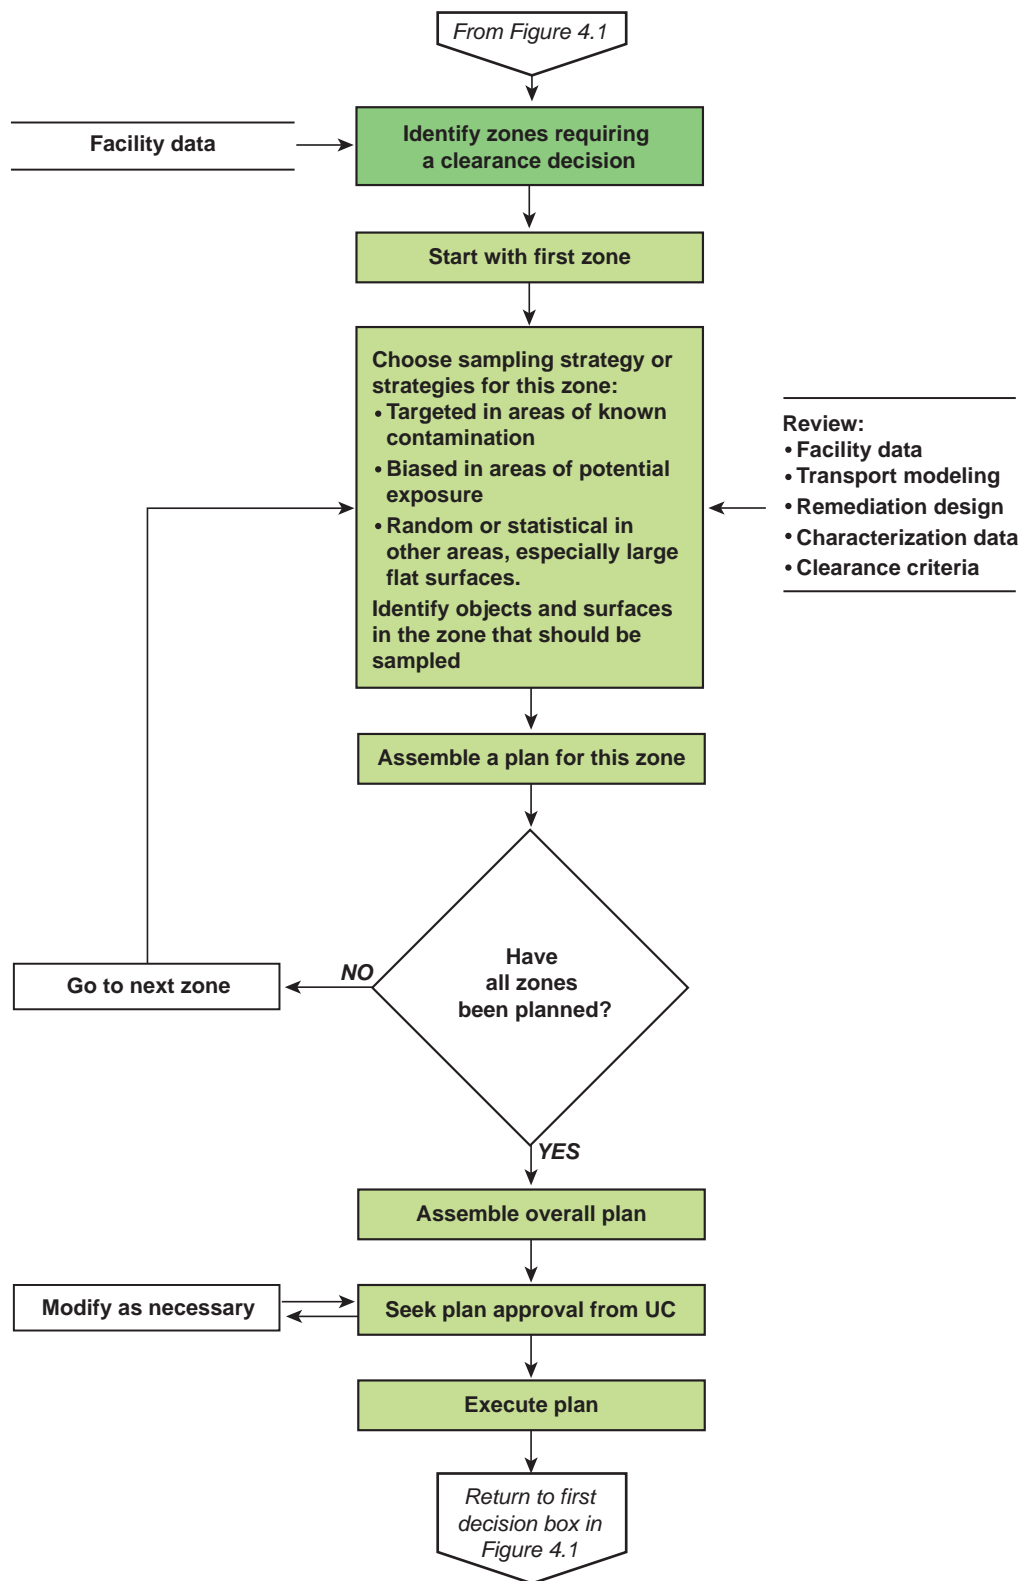 From Figure 4.1
Facility data
Identify zones requiring
a clearance decision
Start with first zone
Choose sampling strategy or
strategies for this zone:
• Targeted in areas of known
contamination
• Biased in areas of potential
exposure
• Random or statistical in
other areas, especially large
flat surfaces.
Identify objects and surfaces
in the zone that should be
sampled
Review:
• Facility data
• Transport modeling
• Remediation design
• Characterization data
• Clearance criteria
Assemble a plan for this zone
Have
all zones
been planned?
NO
Go to next zone
YES
Assemble overall plan
Modify as necessary
Seek plan approval from UC
Execute plan
Return to first
decision box in
Figure 4.1